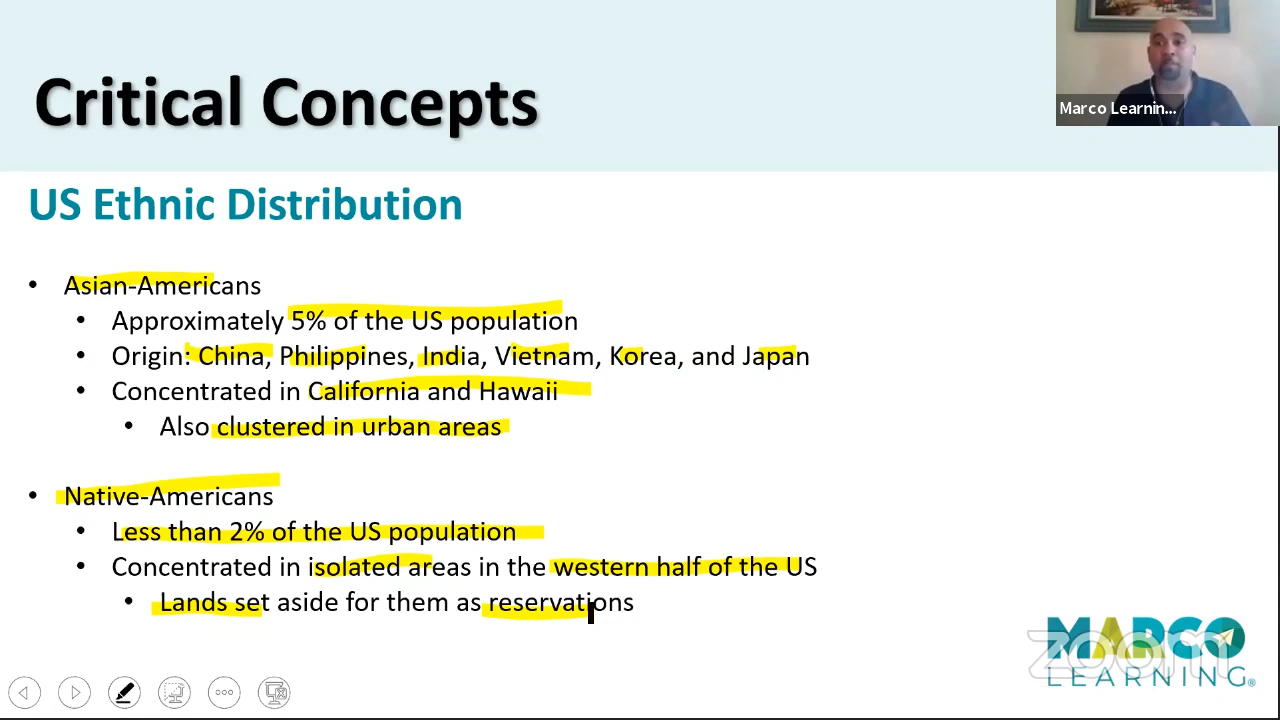 Critical Concepts
Marco Learnin...
US Ethnic Distribution
• Asian-Americans
• Approximately 5% of the US population
• Origin: China, Philippines, India, Vietnam, Korea, and Japan
• Concentrated in California and Hawaii
• Also clustered in urban areas
• Native-Americans
• Less than 2% of the US population
• Concentrated in isolated areas in the western half of the US
• Lands set aside for them as reservations
MARCO
zoom
LEARNING®